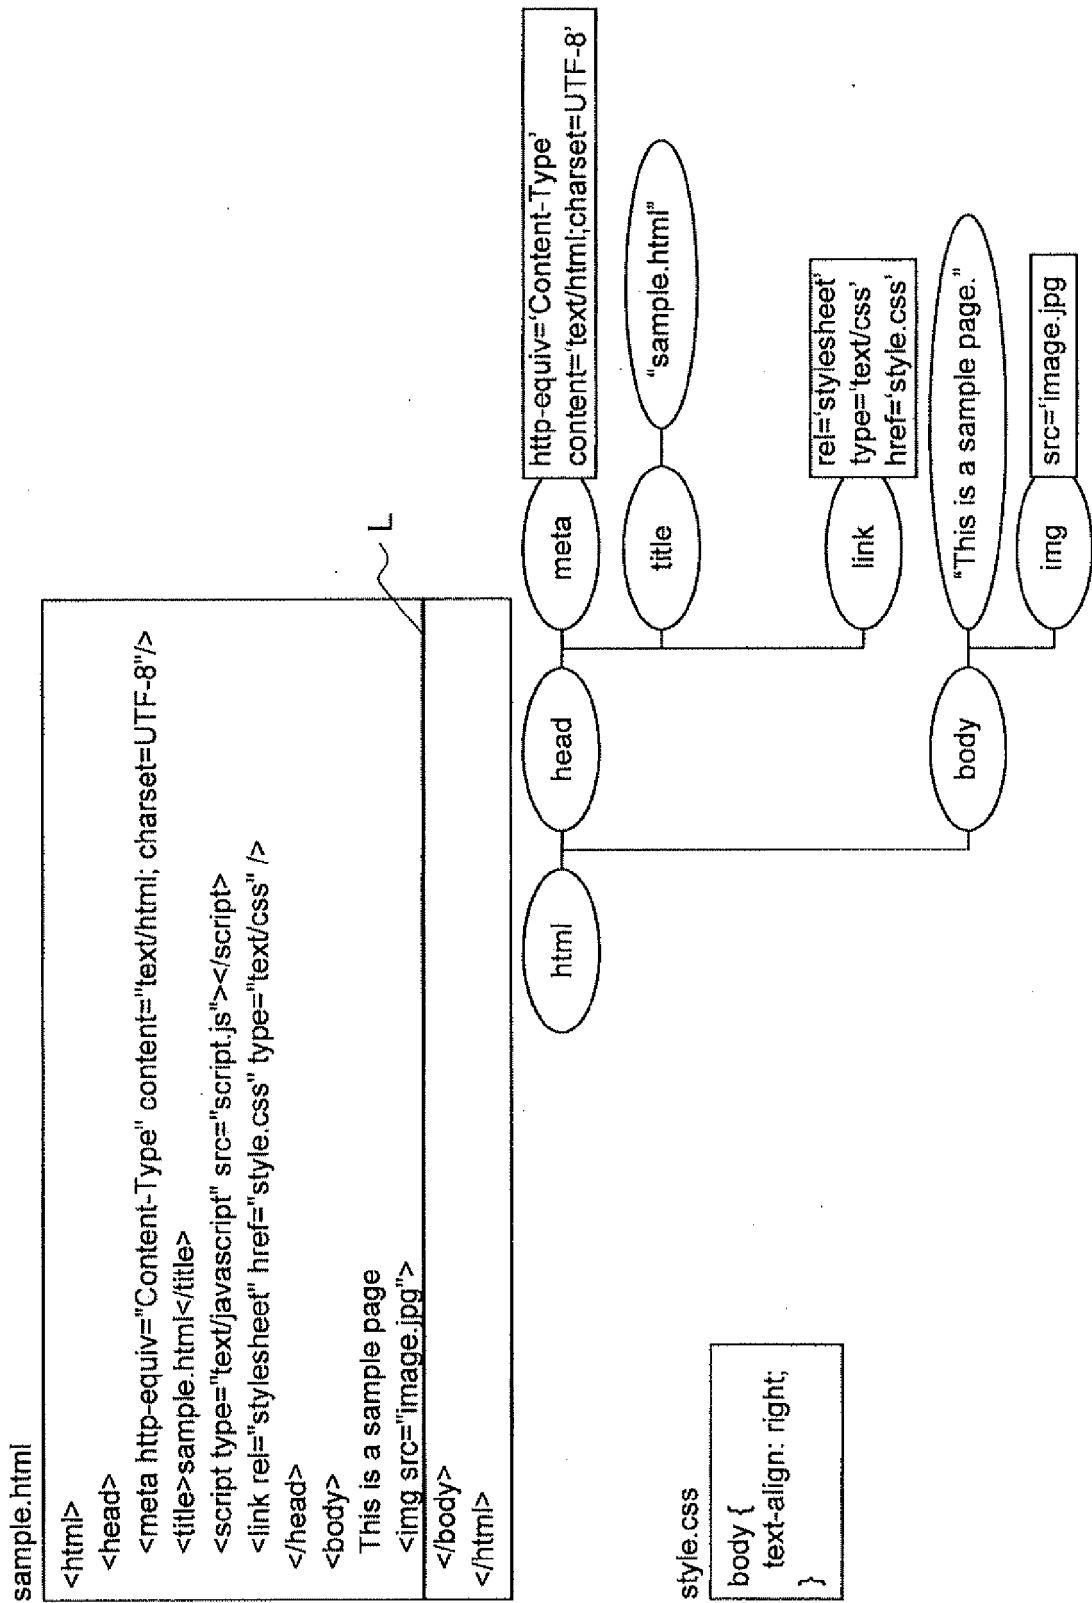 sample.html
<html>
<head>
<meta http-equiv="Content-Type" content="text/html; charset=UTF-8"/>
<title>sample.html</title>
<script type="text/javascript" src="script.js"></script>
<link rel="stylesheet" href="style.css" type="text/css" />
</head>
<body>
This is a sample page
<img src="image.jpg">
</body>
</html>
L
style.css
body {
text-align: right;
}
html
head
meta
http-equiv=‘Content-Type’
content=‘text/html;charset=UTF-8’
title
“sample.html”
link
rel=‘stylesheet’
type=‘text/css’
href=‘style.css’
body
“This is a sample page.”
img
src=‘image.jpg